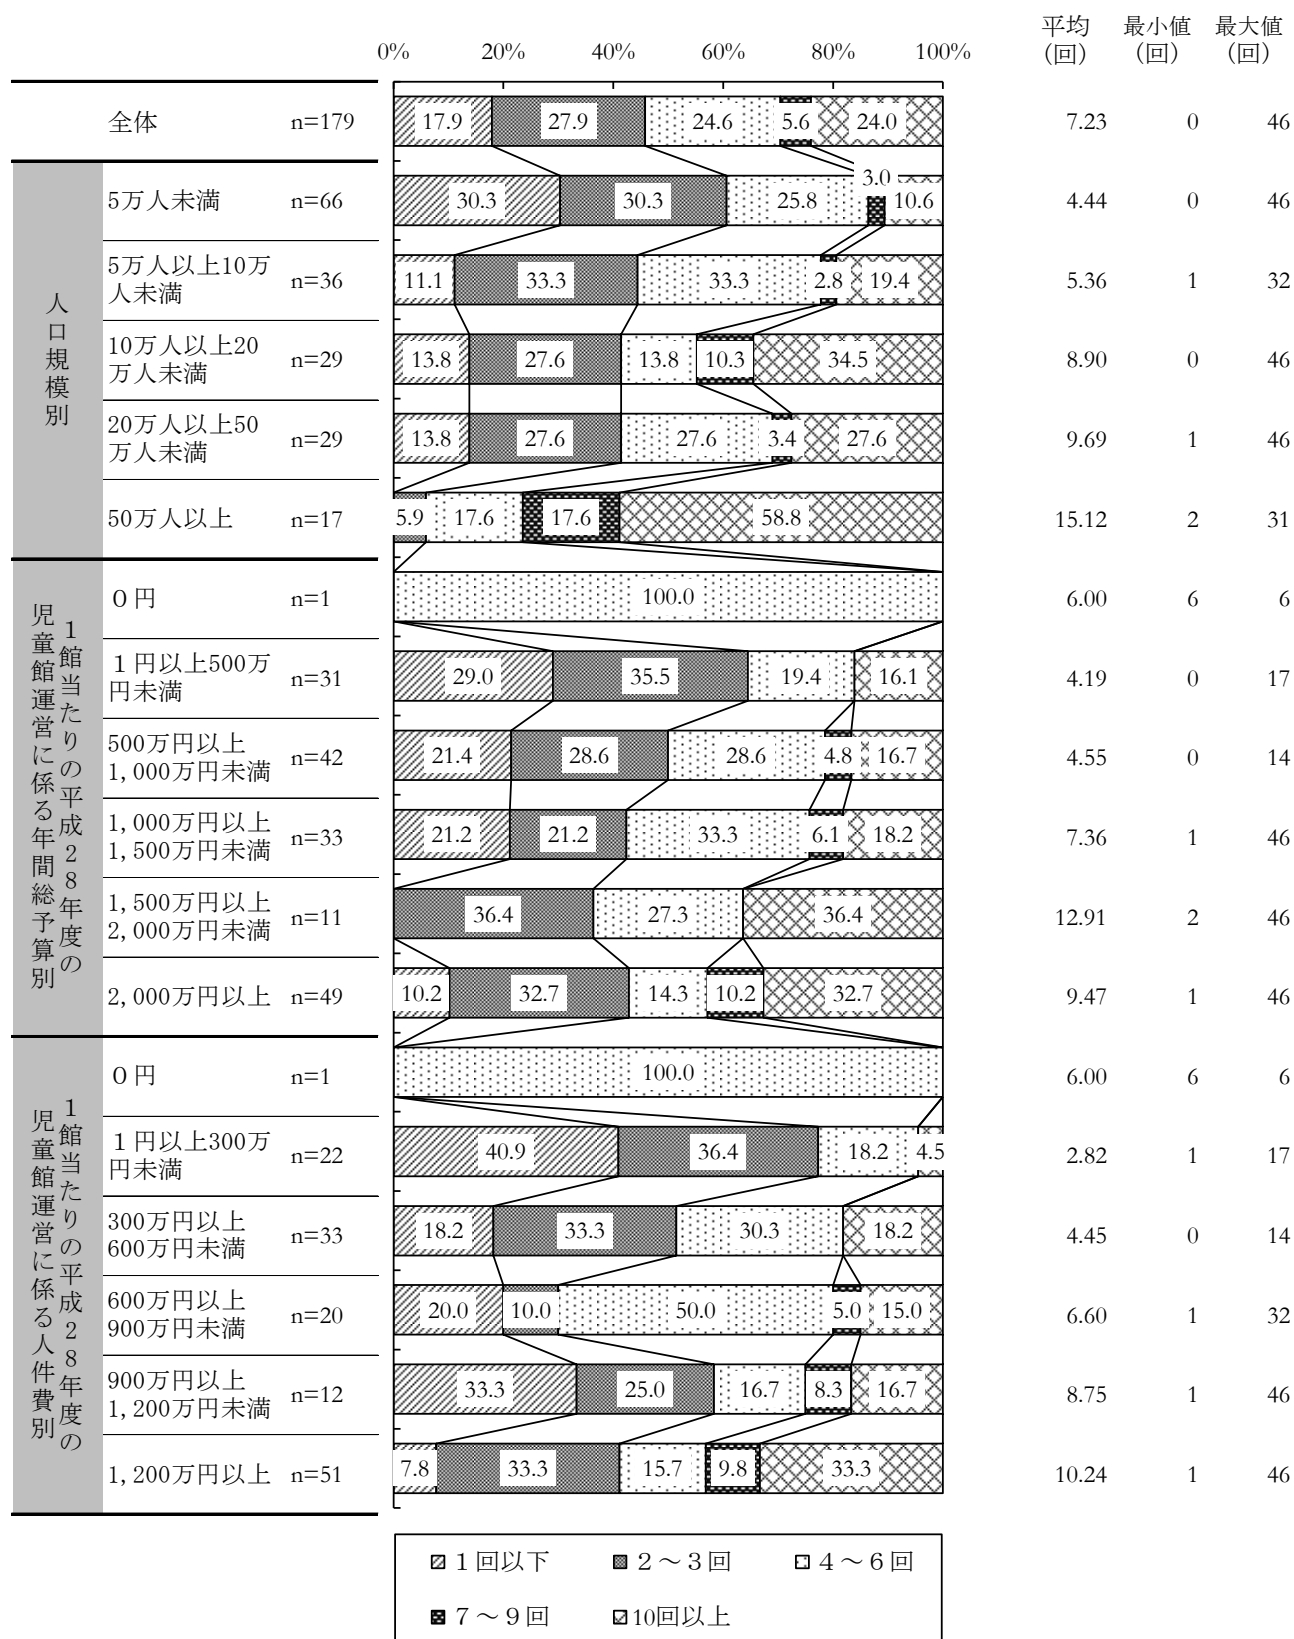 平均 最小値 最大値
0% 20% 40% 60% 80% 100% (回) (回) (回)
全体 n=179 17.9 27.9 24.6 5.6 24.0 7.23 0 46
人口規模別
5万人未満 n=66 30.3 30.3 25.8 3.0 10.6 4.44 0 46
5万人以上10万
人未満 n=36 11.1 33.3 33.3 2.8 19.4 5.36 1 32
10万人以上20
万人未満 n=29 13.8 27.6 13.8 10.3 34.5 8.90 0 46
20万人以上50
万人未満 n=29 13.8 27.6 27.6 3.4 27.6 9.69 1 46
50万人以上 n=17 5.9 17.6 17.6 58.8 15.12 2 31
1館当たりの平成28年度の
児童館運営に係る年間総予算別
0円 n=1 100.0 6.00 6 6
1円以上500万
円未満 n=31 29.0 35.5 19.4 16.1 4.19 0 17
500万円以上
1,000万円未満 n=42 21.4 28.6 28.6 4.8 16.7 4.55 0 14
1,000万円以上
1,500万円未満 n=33 21.2 21.2 33.3 6.1 18.2 7.36 1 46
1,500万円以上
2,000万円未満 n=11 36.4 27.3 36.4 12.91 2 46
2,000万円以上 n=49 10.2 32.7 14.3 10.2 32.7 9.47 1 46
1館当たりの平成28年度の
児童館運営に係る人件費別
0円 n=1 100.0 6.00 6 6
1円以上300万
円未満 n=22 40.9 36.4 18.2 4.5 2.82 1 17
300万円以上
600万円未満 n=33 18.2 33.3 30.3 18.2 4.45 0 14
600万円以上
900万円未満 n=20 20.0 10.0 50.0 5.0 15.0 6.60 1 32
900万円以上
1,200万円未満 n=12 33.3 25.0 16.7 8.3 16.7 8.75 1 46
1,200万円以上 n=51 7.8 33.3 15.7 9.8 33.3 10.24 1 46
1回以下 2～3回 4～6回
7～9回 10回以上